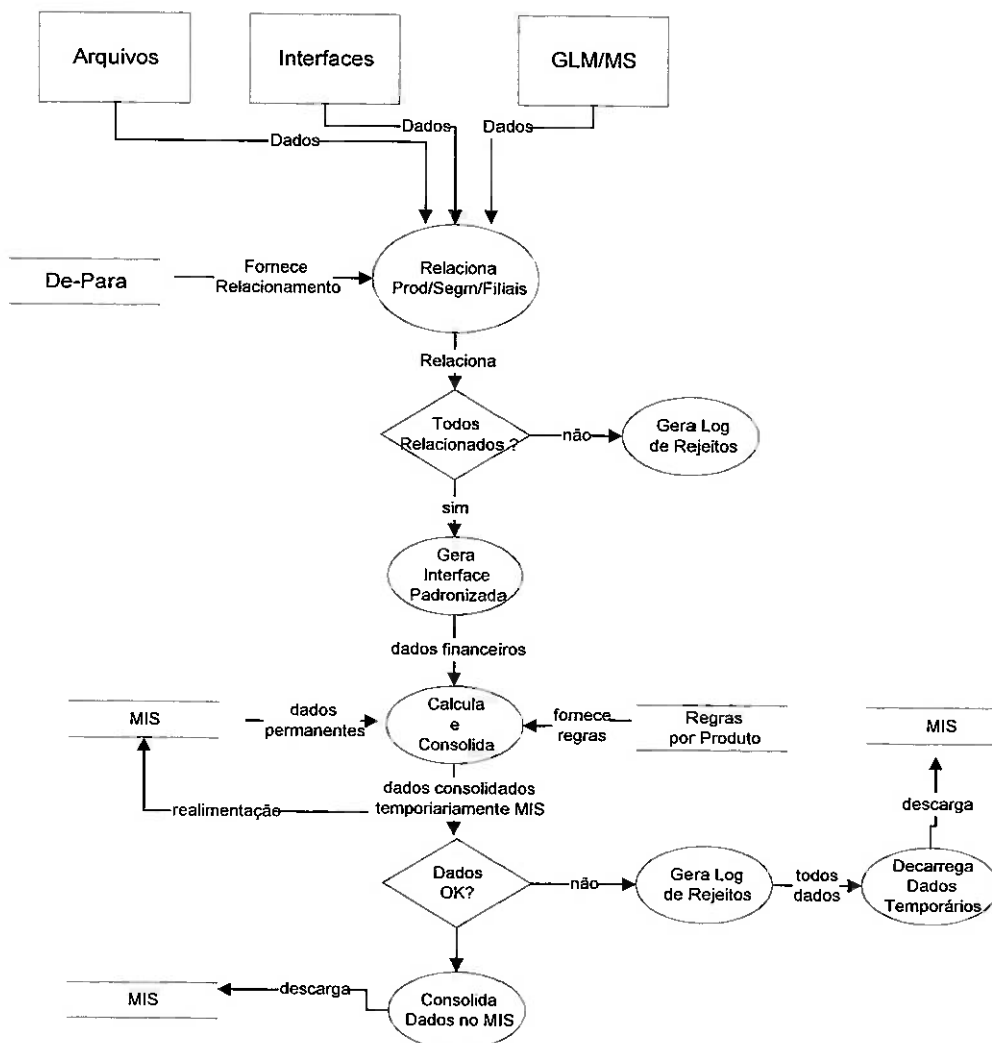 Arquivos
Interfaces
GLM/MS
Dados
Dados
Dados
De-Para
Fornece
Relacionamento
Relaciona
Prod/Segm/Filiais
Relaciona
Todos
Relacionados ?
não
Gera Log
de Rejeitos
sim
Gera
Interface
Padronizada
dados financeiros
MIS
dados
permanentes
Calcula
e
Consolida
fornece
regras
Regras
por Produto
MIS
realimentação
dados consolidados
temporiariamente MIS
descarga
Dados
OK?
não
Gera Log
de Rejeitos
todos
dados
Decarrega
Dados
Temporários
MIS
descarga
Consolida
Dados no MIS